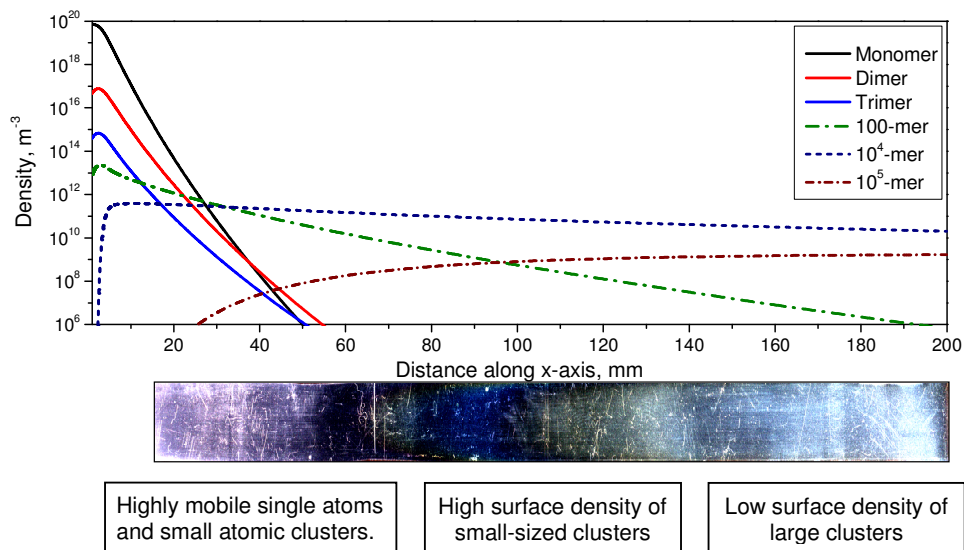 10^20
10^18
10^16
10^14
10^12
10^10
10^8
10^6
Density, m^-3
Monomer
Dimer
Trimer
100-mer
10^4-mer
10^5-mer
20 40 60 80 100 120 140 160 180 200
Distance along x-axis, mm
Highly mobile single atoms
and small atomic clusters.
High surface density of
small-sized clusters
Low surface density of
large clusters